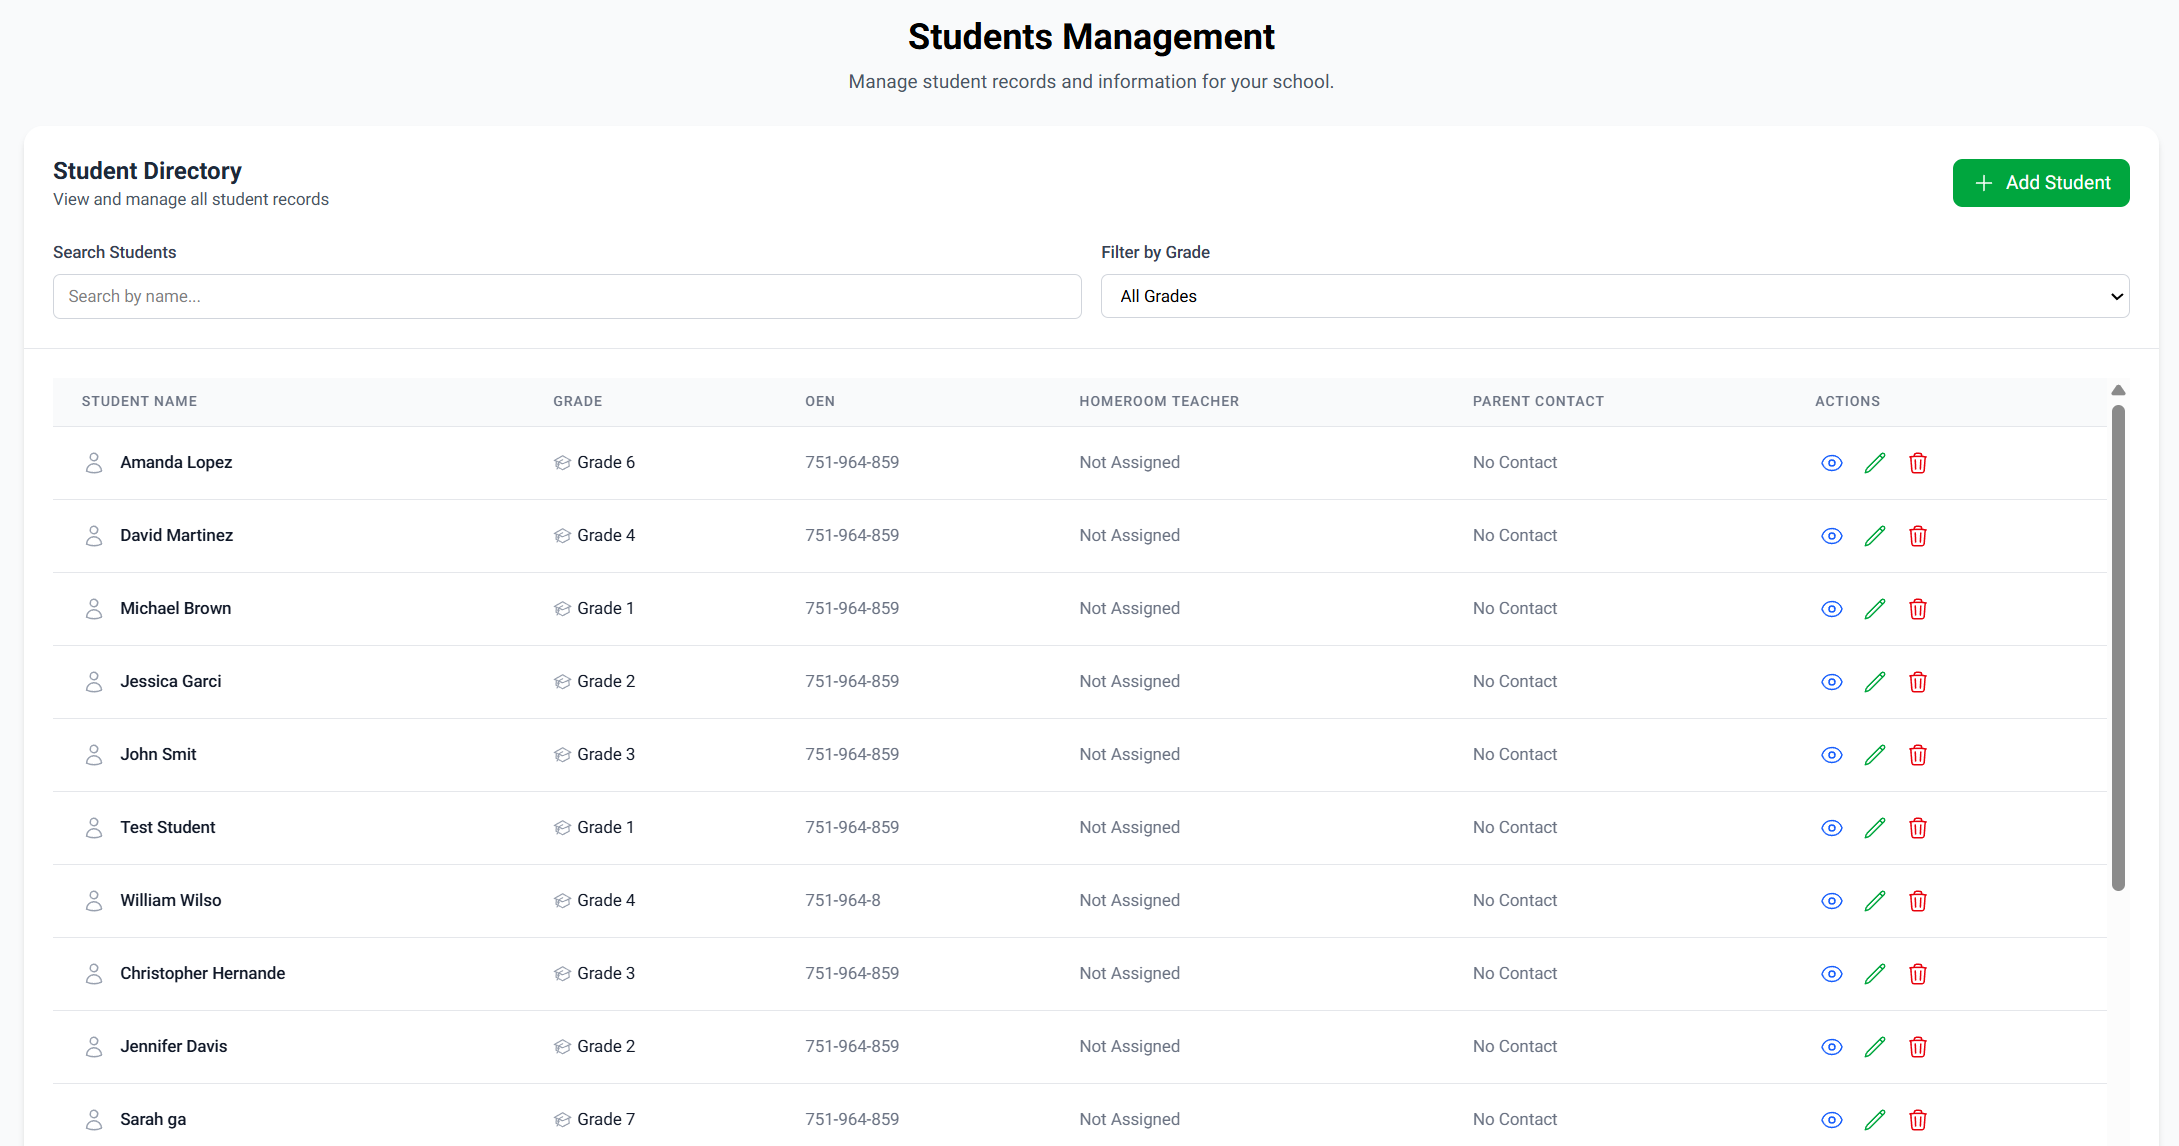 Students Management
Manage student records and information for your school.
Student Directory
View and manage all student records
Add Student
Search Students
Filter by Grade
Search by name...
All Grades
STUDENT NAME GRADE OEN HOMEROOM TEACHER PARENT CONTACT ACTIONS
Amanda Lopez Grade 6 751-964-859 Not Assigned No Contact
David Martinez Grade 4 751-964-859 Not Assigned No Contact
Michael Brown Grade 1 751-964-859 Not Assigned No Contact
Jessica Garci Grade 2 751-964-859 Not Assigned No Contact
John Smit Grade 3 751-964-859 Not Assigned No Contact
Test Student Grade 1 751-964-859 Not Assigned No Contact
William Wilso Grade 4 751-964-8 Not Assigned No Contact
Christopher Hernande Grade 3 751-964-859 Not Assigned No Contact
Jennifer Davis Grade 2 751-964-859 Not Assigned No Contact
Sarah ga Grade 7 751-964-859 Not Assigned No Contact